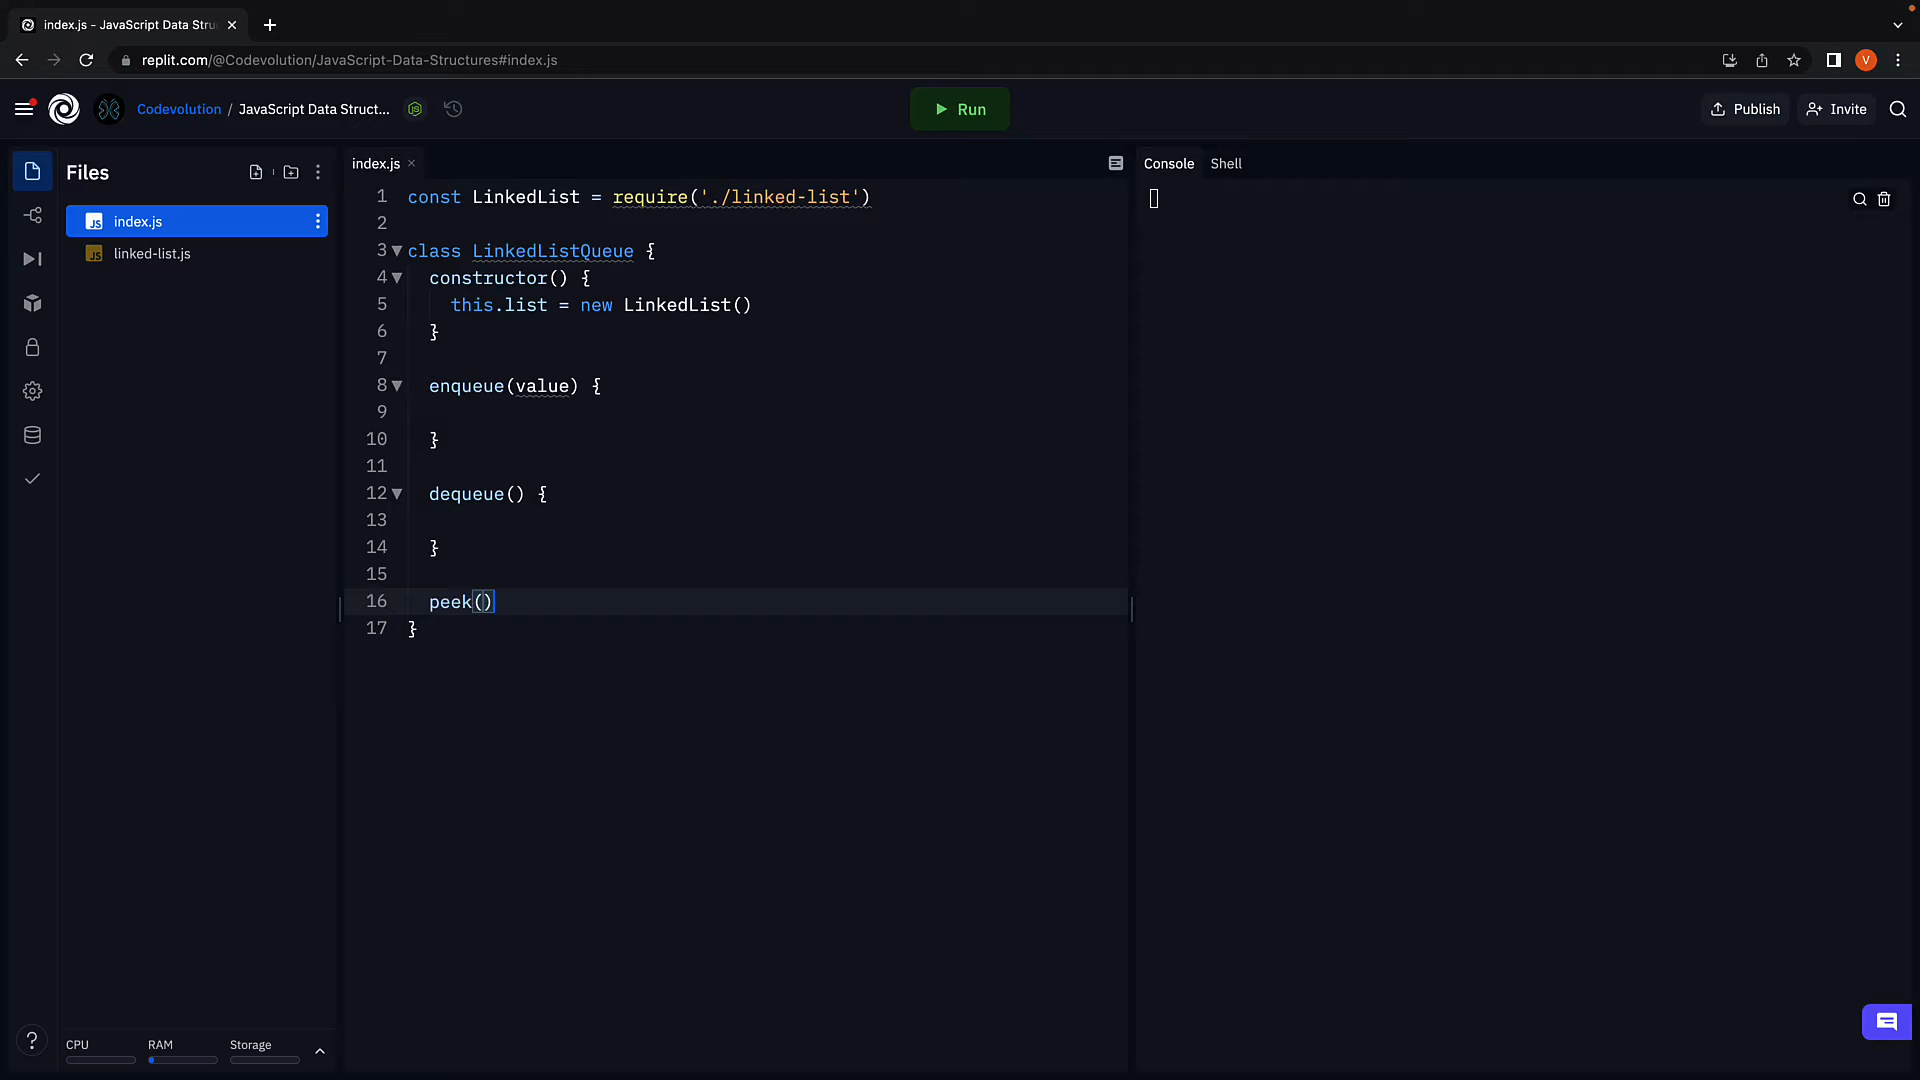 index.js - JavaScript Data Stru
replit.com/@Codevolution/JavaScript-Data-Structures#index.js
V
Codevolution / JavaScript Data Struct...
Run
Publish
Invite
Files
index.js
linked-list.js
index.js
1 const LinkedList = require('./linked-list')
2
3 class LinkedListQueue {
4 constructor() {
5 this.list = new LinkedList()
6 }
7
8 enqueue(value) {
9
10 }
11
12 dequeue() {
13
14 }
15
16 peek()
17 }
Console Shell
? CPU RAM Storage